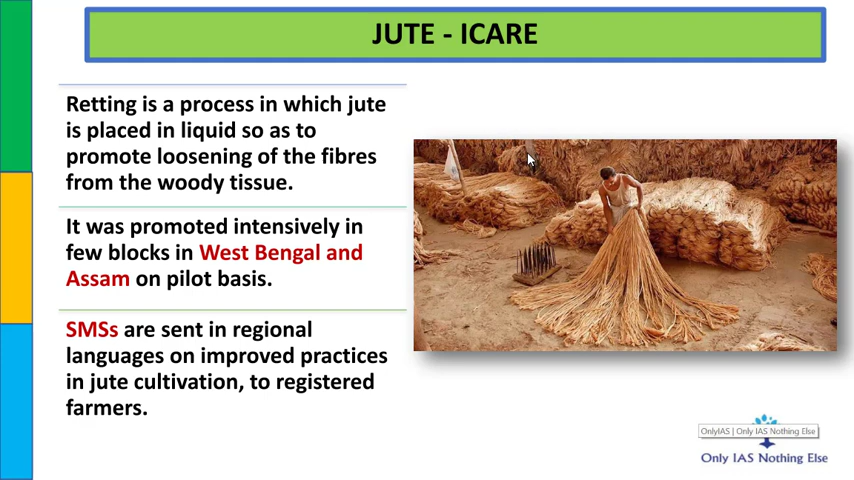 JUTE - ICARE
Retting is a process in which jute
is placed in liquid so as to
promote loosening of the fibres
from the woody tissue.
It was promoted intensively in
few blocks in West Bengal and
Assam on pilot basis.
SMSs are sent in regional
languages on improved practices
in jute cultivation, to registered
farmers.
OnlyIAS | Only IAS Nothing Else
Only IAS Nothing Else